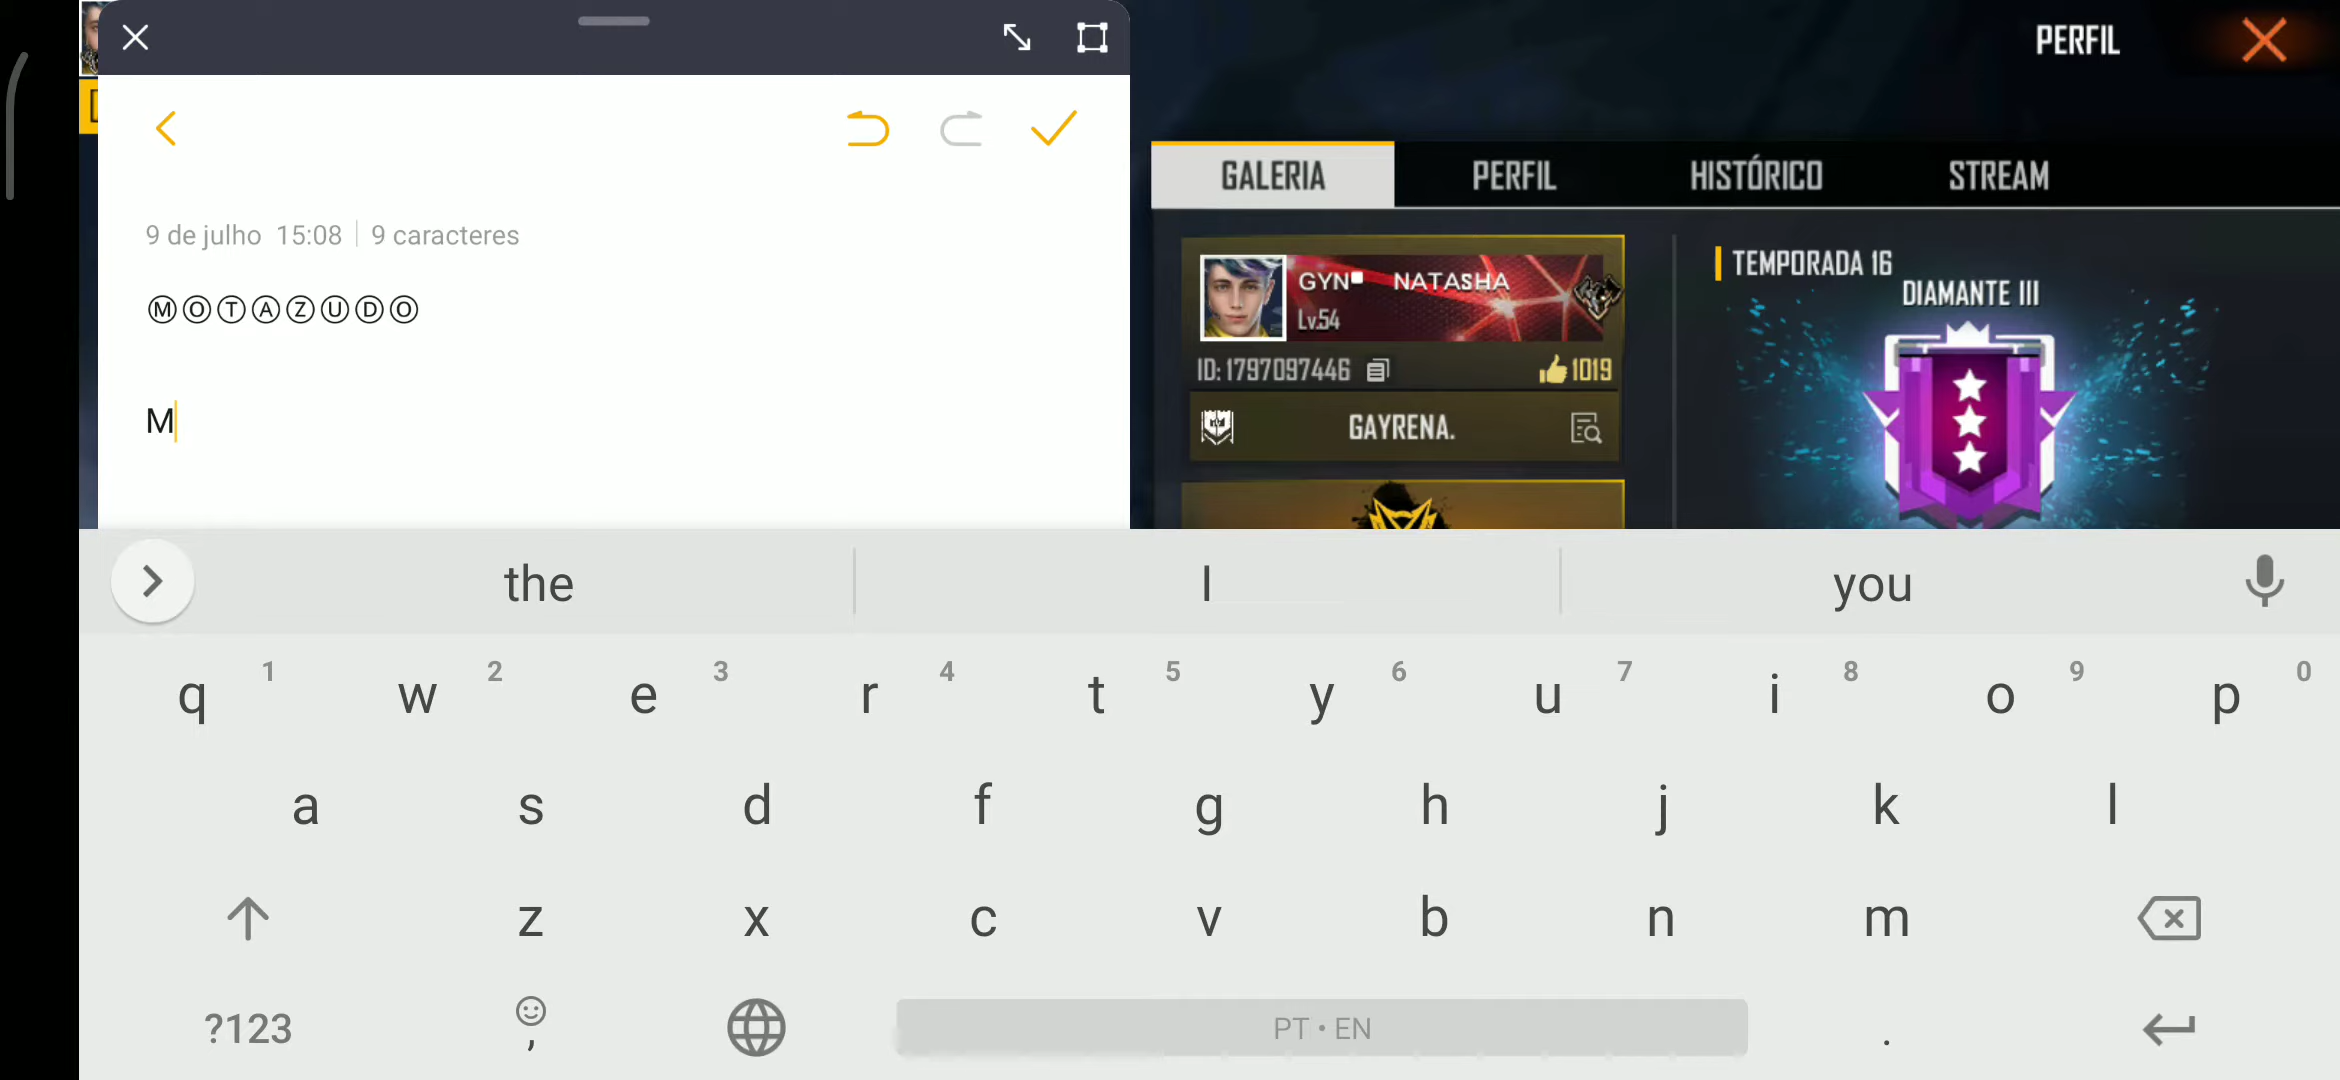 9 de julho 15:08 | 9 caracteres
ⓂⓄⓉⒶⓏⓊⒹⓄ
M
PERFIL
GALERIA PERFIL HISTÓRICO STREAM
GYN■ NATASHA
Lv.54
ID: 1797097446
1019
GAYRENA.
TEMPORADA 16
DIAMANTE III
the I you
q 1 w 2 e 3 r 4 t 5 y 6 u 7 i 8 o 9 p 0
a s d f g h j k l
z x c v b n m
?123 , PT • EN .